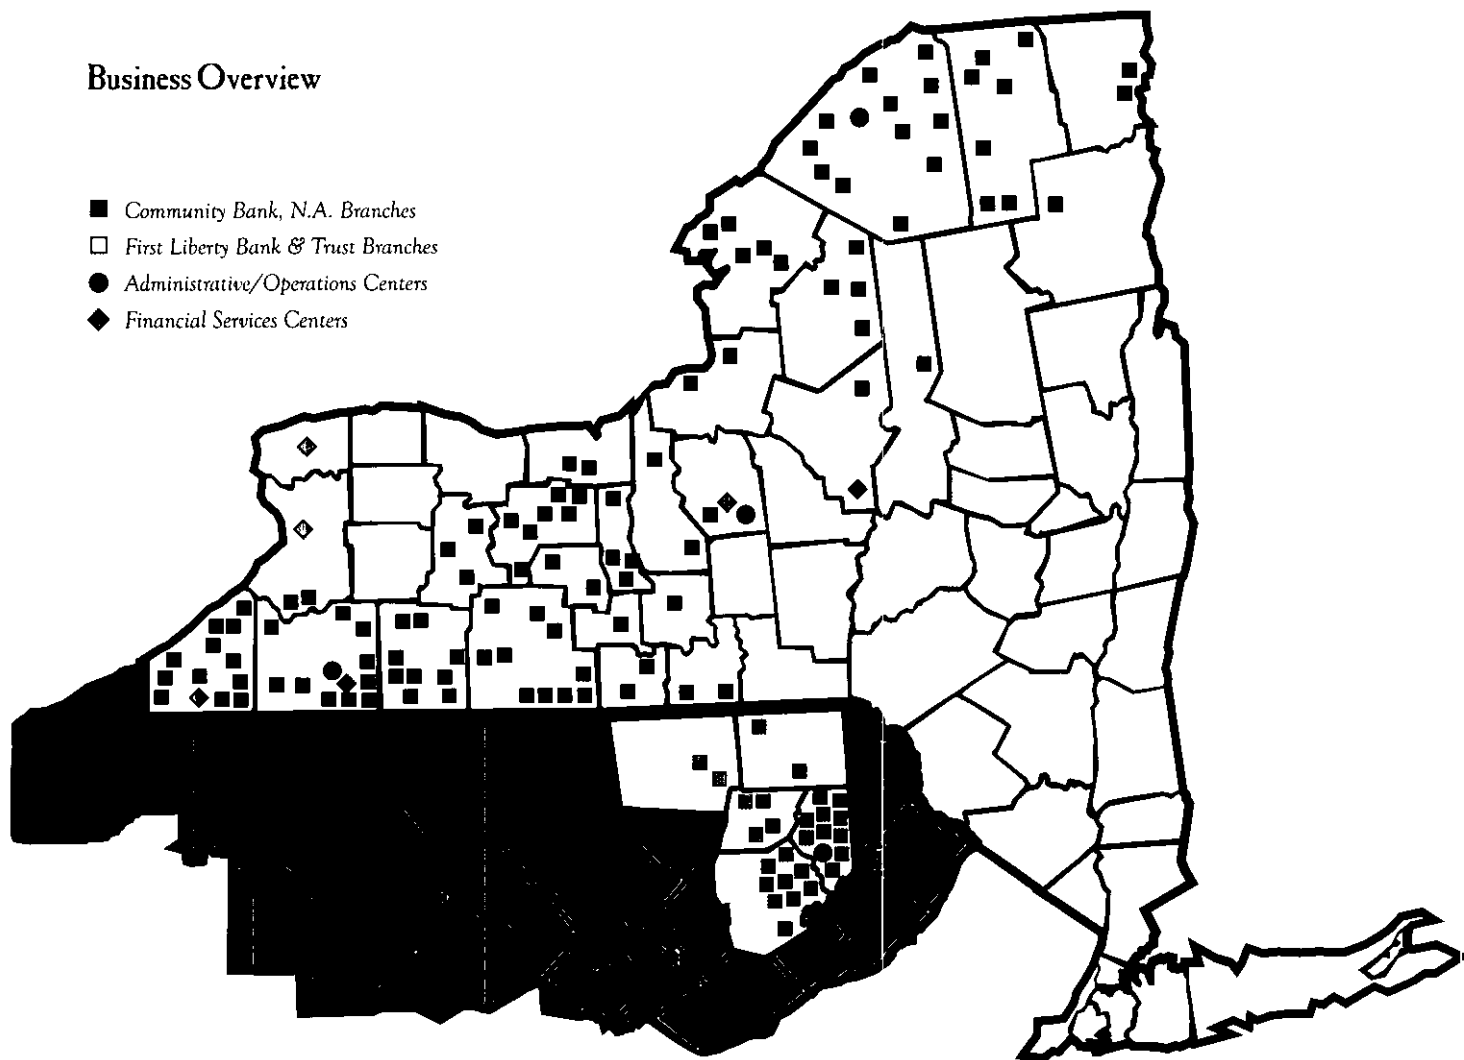 Business Overview
Community Bank, N.A. Branches
First Liberty Bank & Trust Branches
Administrative/Operations Centers
Financial Services Centers